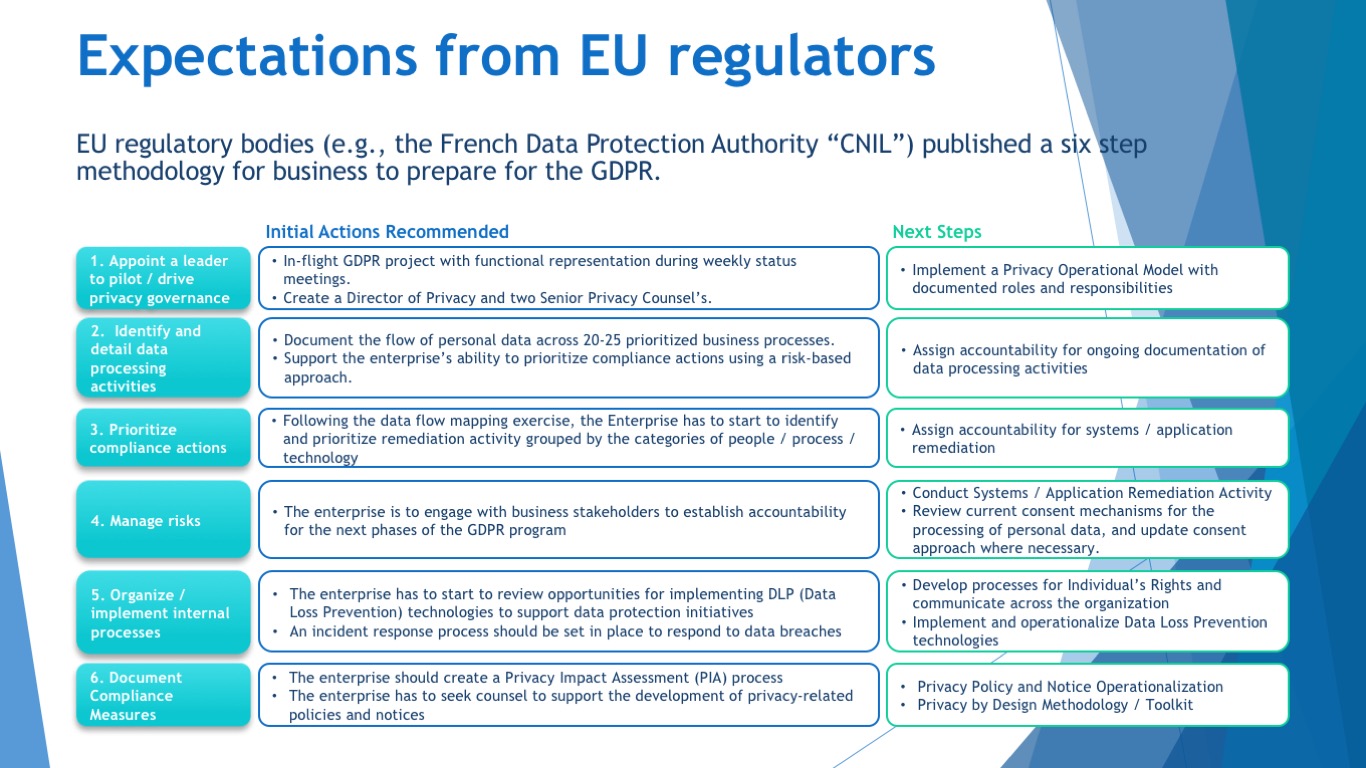 Expectations from EU regulators
EU regulatory bodies (e.g., the French Data Protection Authority “CNIL”) published a six step
methodology for business to prepare for the GDPR.
Initial Actions Recommended
Next Steps
1. Appoint a leader
to pilot / drive
privacy governance
• In-flight GDPR project with functional representation during weekly status
meetings.
• Create a Director of Privacy and two Senior Privacy Counsel’s.
• Implement a Privacy Operational Model with
documented roles and responsibilities
2. Identify and
detail data
processing
activities
• Document the flow of personal data across 20-25 prioritized business processes.
• Support the enterprise’s ability to prioritize compliance actions using a risk-based
approach.
• Assign accountability for ongoing documentation of
data processing activities
3. Prioritize
compliance actions
• Following the data flow mapping exercise, the Enterprise has to start to identify
and prioritize remediation activity grouped by the categories of people / process /
technology
• Assign accountability for systems / application
remediation
4. Manage risks
• The enterprise is to engage with business stakeholders to establish accountability
for the next phases of the GDPR program
• Conduct Systems / Application Remediation Activity
• Review current consent mechanisms for the
processing of personal data, and update consent
approach where necessary.
5. Organize /
implement internal
processes
• The enterprise has to start to review opportunities for implementing DLP (Data
Loss Prevention) technologies to support data protection initiatives
• An incident response process should be set in place to respond to data breaches
• Develop processes for Individual’s Rights and
communicate across the organization
• Implement and operationalize Data Loss Prevention
technologies
6. Document
Compliance
Measures
• The enterprise should create a Privacy Impact Assessment (PIA) process
• The enterprise has to seek counsel to support the development of privacy-related
policies and notices
• Privacy Policy and Notice Operationalization
• Privacy by Design Methodology / Toolkit